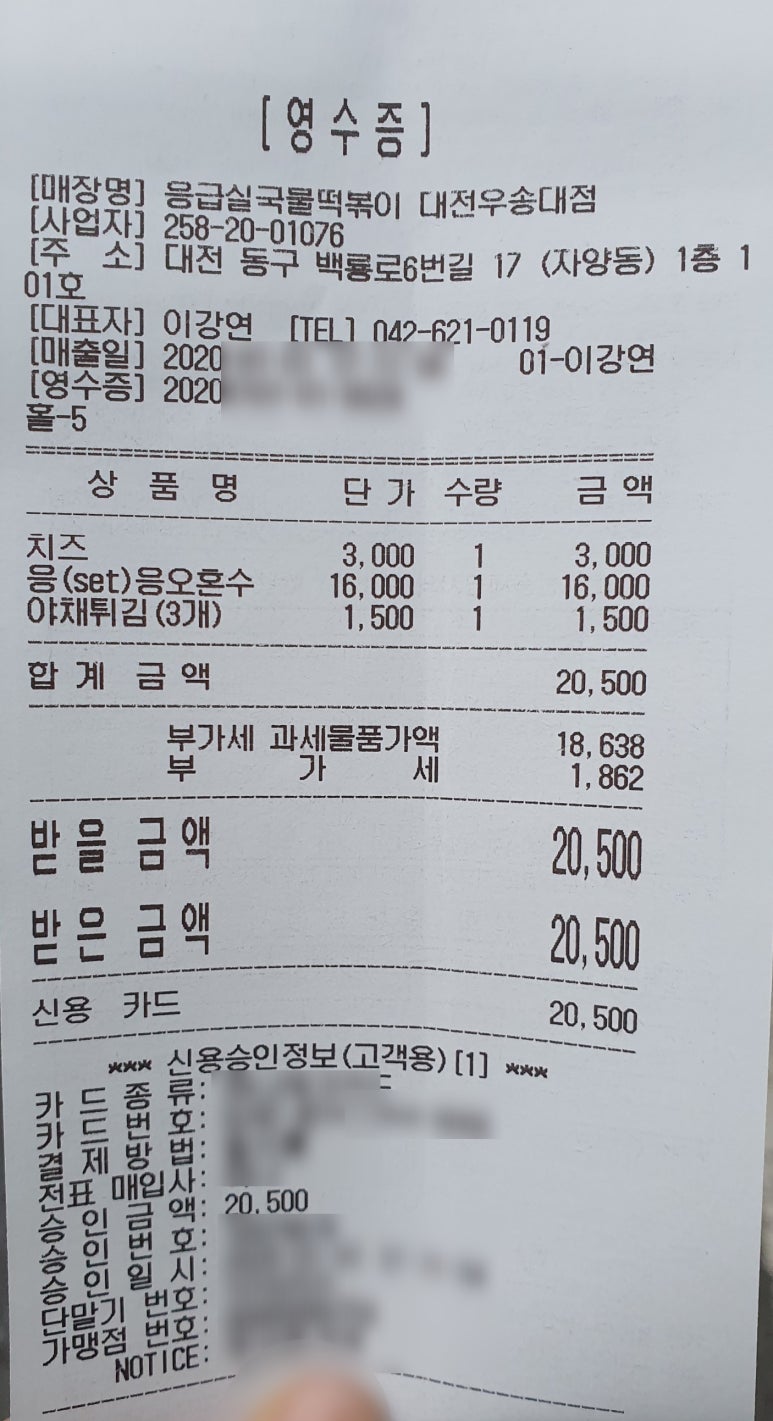 [영수증]
[매장명] 응급실국물떡볶이 대전우송대점
[사업자] 258-20-01076
[주 소] 대전 동구 백룡로6번길 17 (자양동) 1층 1
01호
[대표자] 이강연 [TEL] 042-621-0119
[매출일] 2020 01-이강연
[영수증] 2020
홀-5
상 품 명 단 가 수량 금 액
치즈 3,000 1 3,000
응(set)응오혼수 16,000 1 16,000
야채튀김(3개) 1,500 1 1,500
합 계 금 액 20,500
부가세 과세물품가액 18,638
부 가 세 1,862
받 을 금 액 20,500
받 은 금 액 20,500
신용 카드 20,500
*** 신용승인정보(고객용)[1] ***
카 드 종 류:
카 드 번 호:
결 제 방 법:
전표 매입사:
승 인 금 액: 20,500
승 인 번 호:
승 인 일 시:
단말기 번호:
가맹점 번호:
NOTICE: